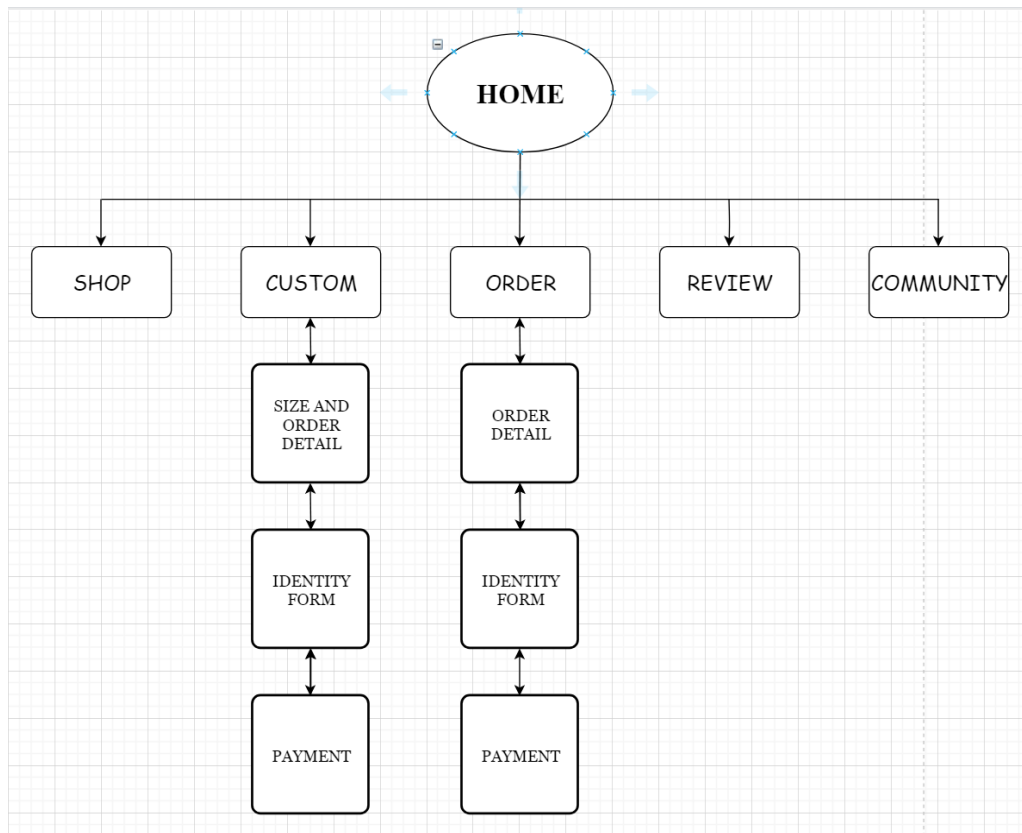 HOME
SHOP
CUSTOM
ORDER
REVIEW
COMMUNITY
SIZE AND
ORDER
DETAIL
ORDER
DETAIL
IDENTITY
FORM
IDENTITY
FORM
PAYMENT
PAYMENT